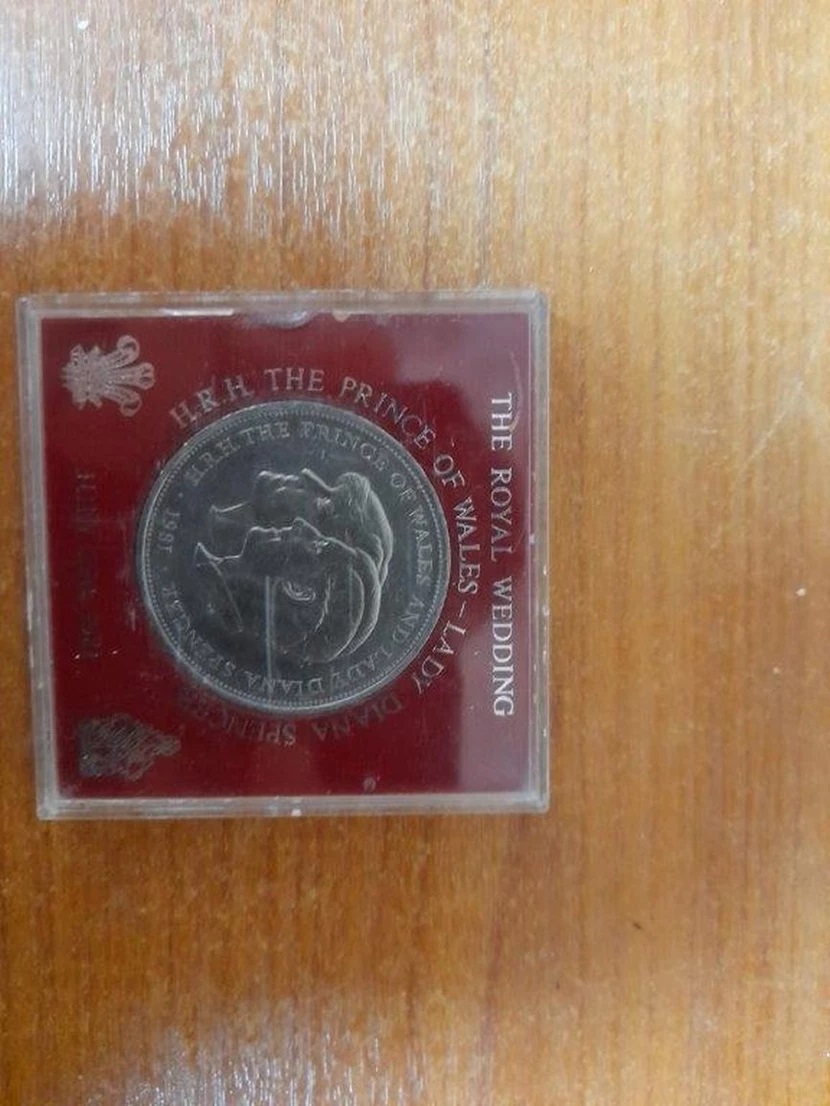 THE ROYAL WEDDING
H.R.H. THE PRINCE OF WALES – LADY DIANA SPENCER
H.R.H. THE PRINCE OF WALES AND LADY DIANA SPENCER · 1981 ·